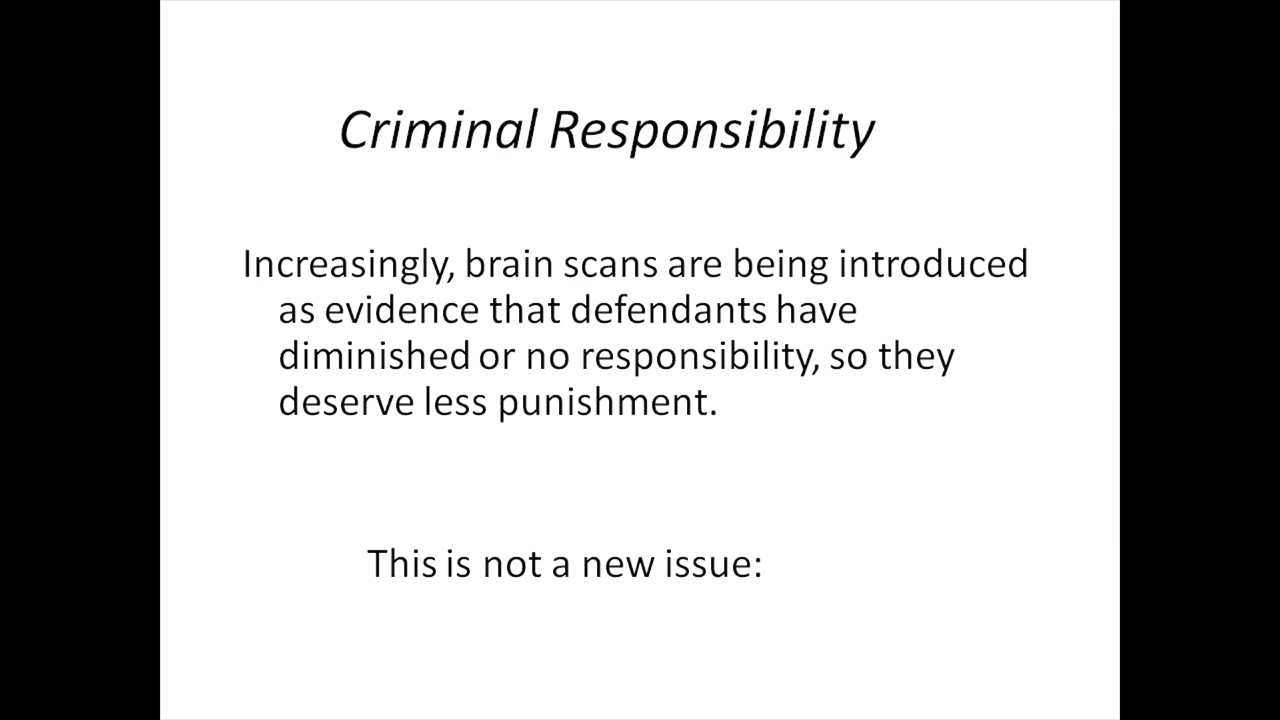 Criminal Responsibility
Increasingly, brain scans are being introduced
as evidence that defendants have
diminished or no responsibility, so they
deserve less punishment.
This is not a new issue: